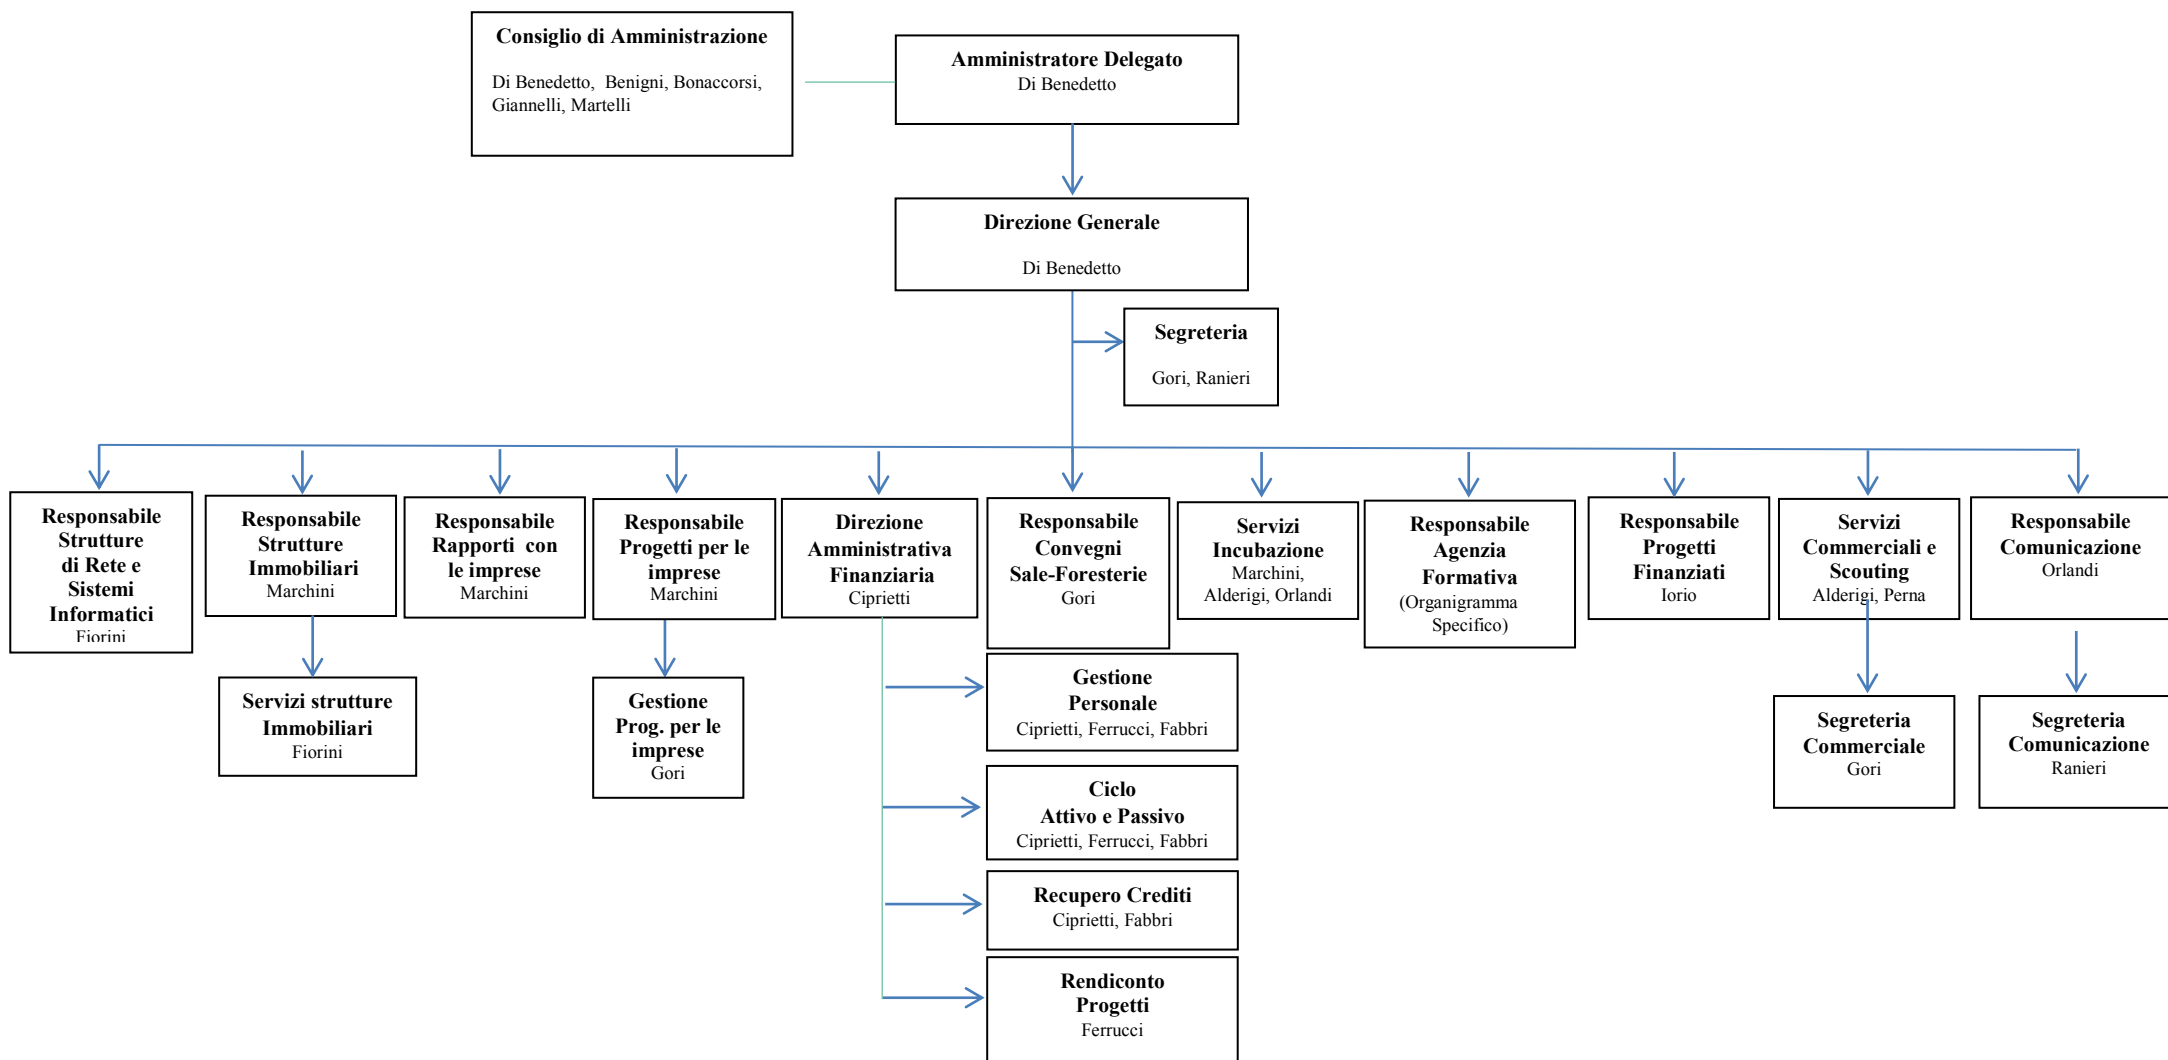 Consiglio di Amministrazione
Di Benedetto, Benigni, Bonaccorsi,
Giannelli, Martelli
Amministratore Delegato
Di Benedetto
Direzione Generale
Di Benedetto
Segreteria
Gori, Ranieri
Responsabile
Strutture
di Rete e
Sistemi
Informatici
Fiorini
Responsabile
Strutture
Immobiliari
Marchini
Responsabile
Rapporti con
le imprese
Marchini
Responsabile
Progetti per le
imprese
Marchini
Direzione
Amministrativa
Finanziaria
Ciprietti
Responsabile
Convegni
Sale-Foresterie
Gori
Servizi
Incubazione
Marchini,
Alderigi, Orlandi
Responsabile
Agenzia
Formativa
(Organigramma
Specifico)
Responsabile
Progetti
Finanziati
Iorio
Servizi
Commerciali e
Scouting
Alderigi, Perna
Responsabile
Comunicazione
Orlandi
Servizi strutture
Immobiliari
Fiorini
Gestione
Prog. per le
imprese
Gori
Gestione
Personale
Ciprietti, Ferrucci, Fabbri
Ciclo
Attivo e Passivo
Ciprietti, Ferrucci, Fabbri
Recupero Crediti
Ciprietti, Fabbri
Rendiconto
Progetti
Ferrucci
Segreteria
Commerciale
Gori
Segreteria
Comunicazione
Ranieri